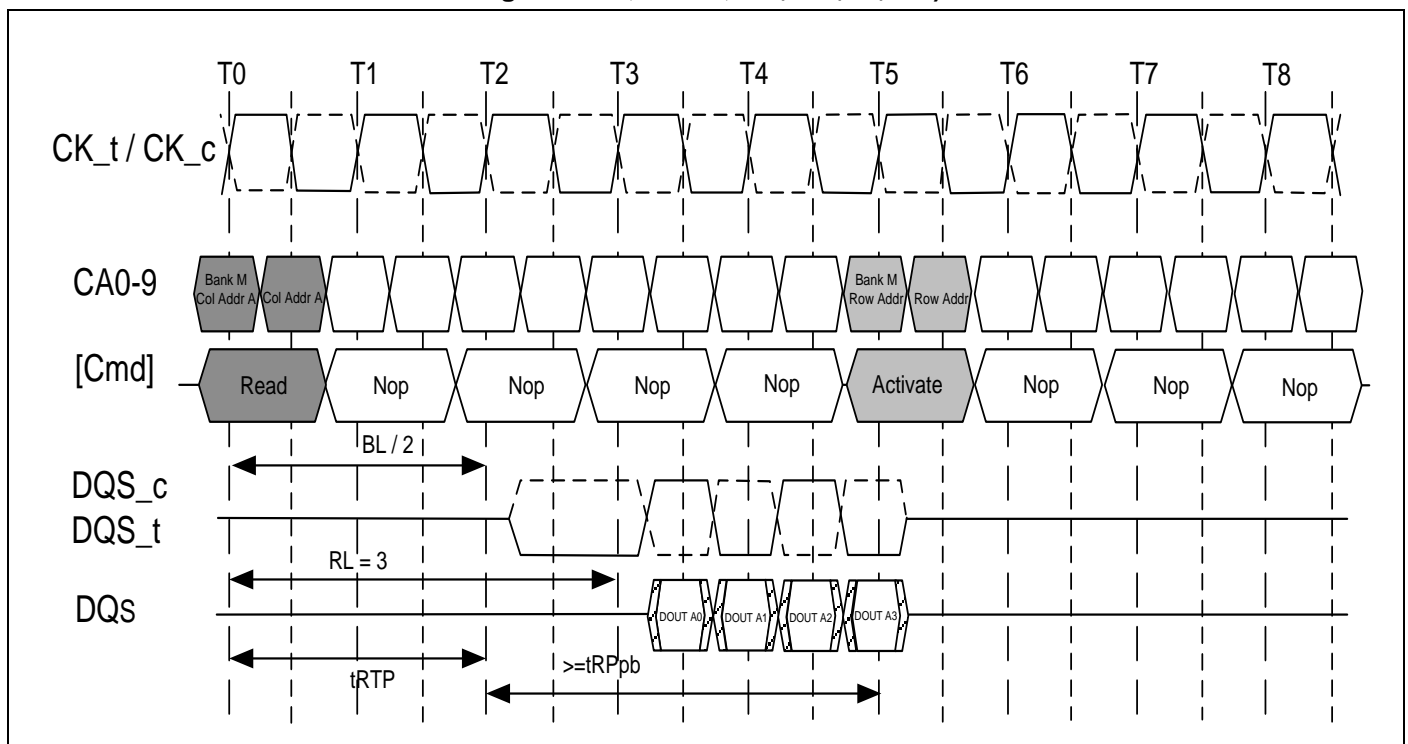 T0 T1 T2 T3 T4 T5 T6 T7 T8
CK_t / CK_c
CA0-9
Bank M
Col Addr A
Col Addr A
Bank M
Row Addr
Row Addr
[Cmd]
Read Nop Nop Nop Nop Activate Nop Nop Nop
BL / 2
DQS_c
DQS_t
RL = 3
DQs
DOUT A0 DOUT A1 DOUT A2 DOUT A3
tRTP
>=tRPpb